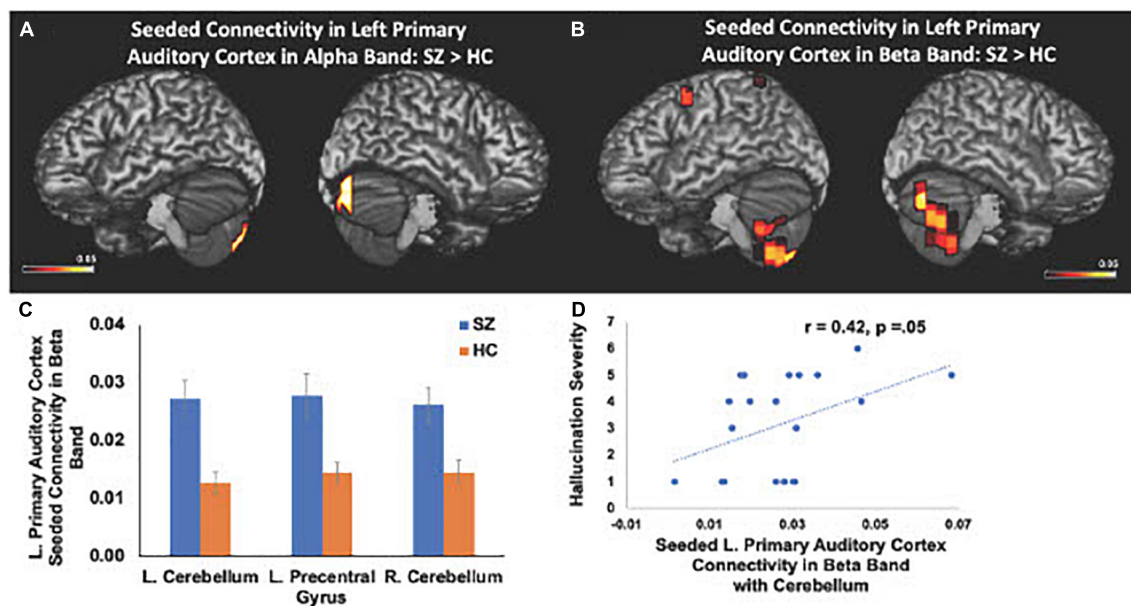 A
Seeded Connectivity in Left Primary
Auditory Cortex in Alpha Band: SZ > HC
0.05
B
Seeded Connectivity in Left Primary
Auditory Cortex in Beta Band: SZ > HC
0.05
C
L. Primary Auditory Cortex
Seeded Connectivity in Beta
Band
0.04
0.03
0.02
0.01
0.00
SZ
HC
L. Cerebellum
L. Precentral
Gyrus
R. Cerebellum
D
r = 0.42, p =.05
Hallucination Severity
7
6
5
4
3
2
1
0
-0.01
0.01
0.03
0.05
0.07
Seeded L. Primary Auditory Cortex
Connectivity in Beta Band
with Cerebellum